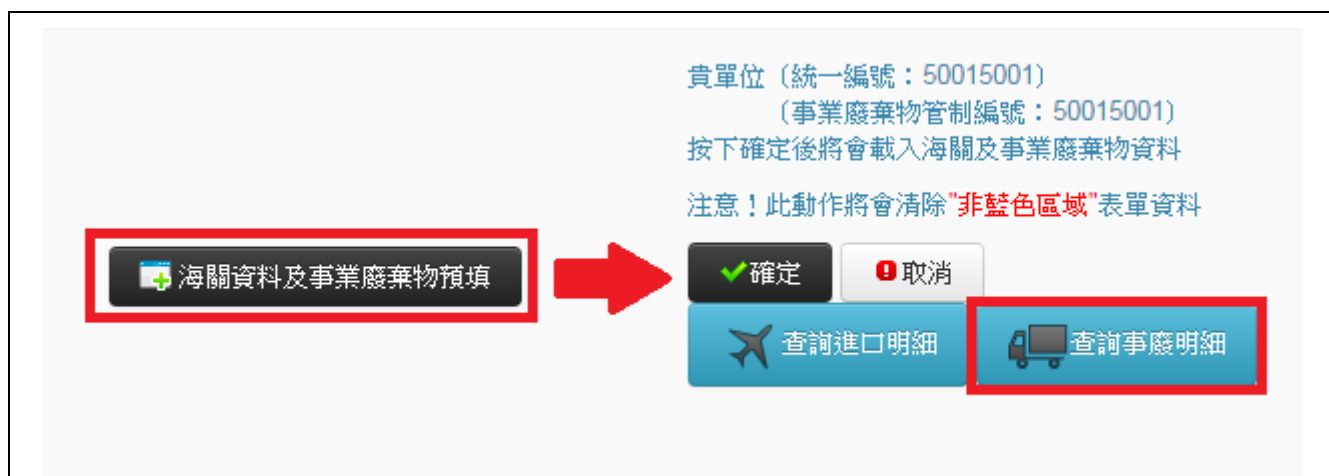 貴單位（統一編號：50015001）
（事業廢棄物管制編號：50015001）
按下確定後將會載入海關及事業廢棄物資料
注意！此動作將會清除"非藍色區域"表單資料
海關資料及事業廢棄物預填
確定 取消
查詢進口明細 查詢事廢明細